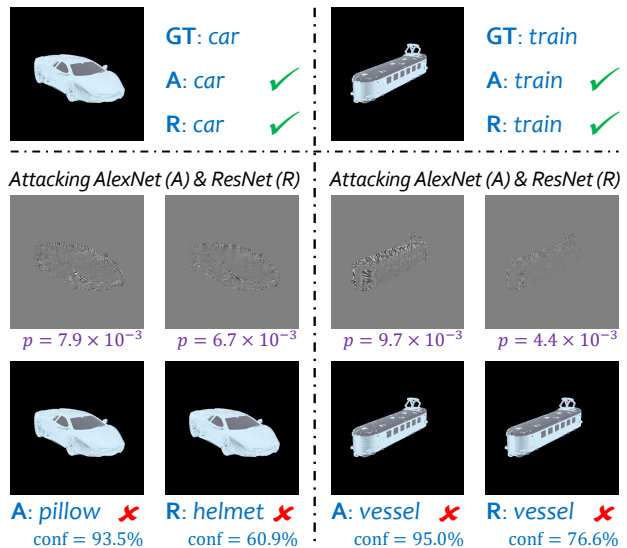 GT: car
A: car ✓
R: car ✓
GT: train
A: train ✓
R: train ✓
Attacking AlexNet (A) & ResNet (R)
Attacking AlexNet (A) & ResNet (R)
p = 7.9 × 10⁻³
p = 6.7 × 10⁻³
p = 9.7 × 10⁻³
p = 4.4 × 10⁻³
A: pillow ✘
conf = 93.5%
R: helmet ✘
conf = 60.9%
A: vessel ✘
conf = 95.0%
R: vessel ✘
conf = 76.6%